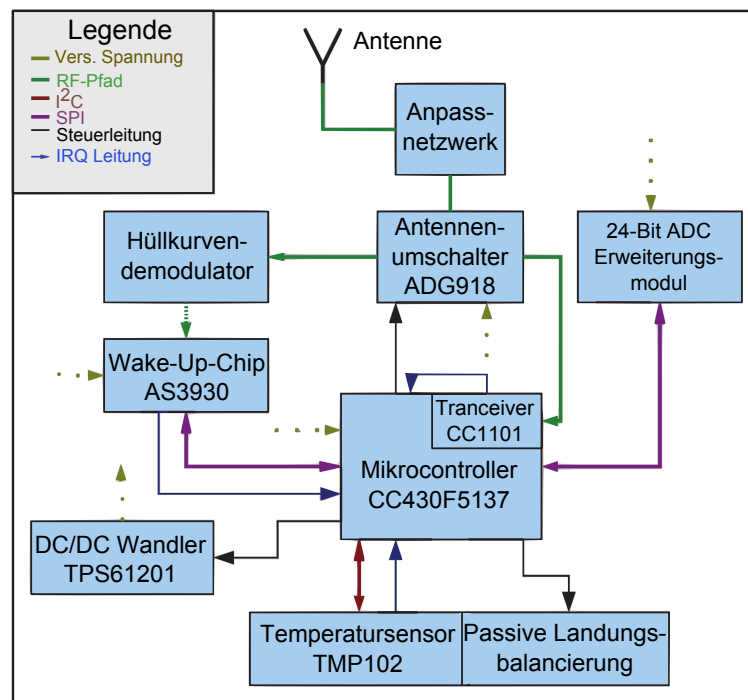 Legende
Vers. Spannung
RF-Pfad
I2C
SPI
Steuerleitung
IRQ Leitung
Antenne
Anpass-
netzwerk
Hüllkurven-
demodulator
Antennen-
umschalter
ADG918
24-Bit ADC
Erweiterungs-
modul
Wake-Up-Chip
AS3930
Tranceiver
CC1101
Mikrocontroller
CC430F5137
DC/DC Wandler
TPS61201
Temperatursensor
TMP102
Passive Landungs-
balancierung